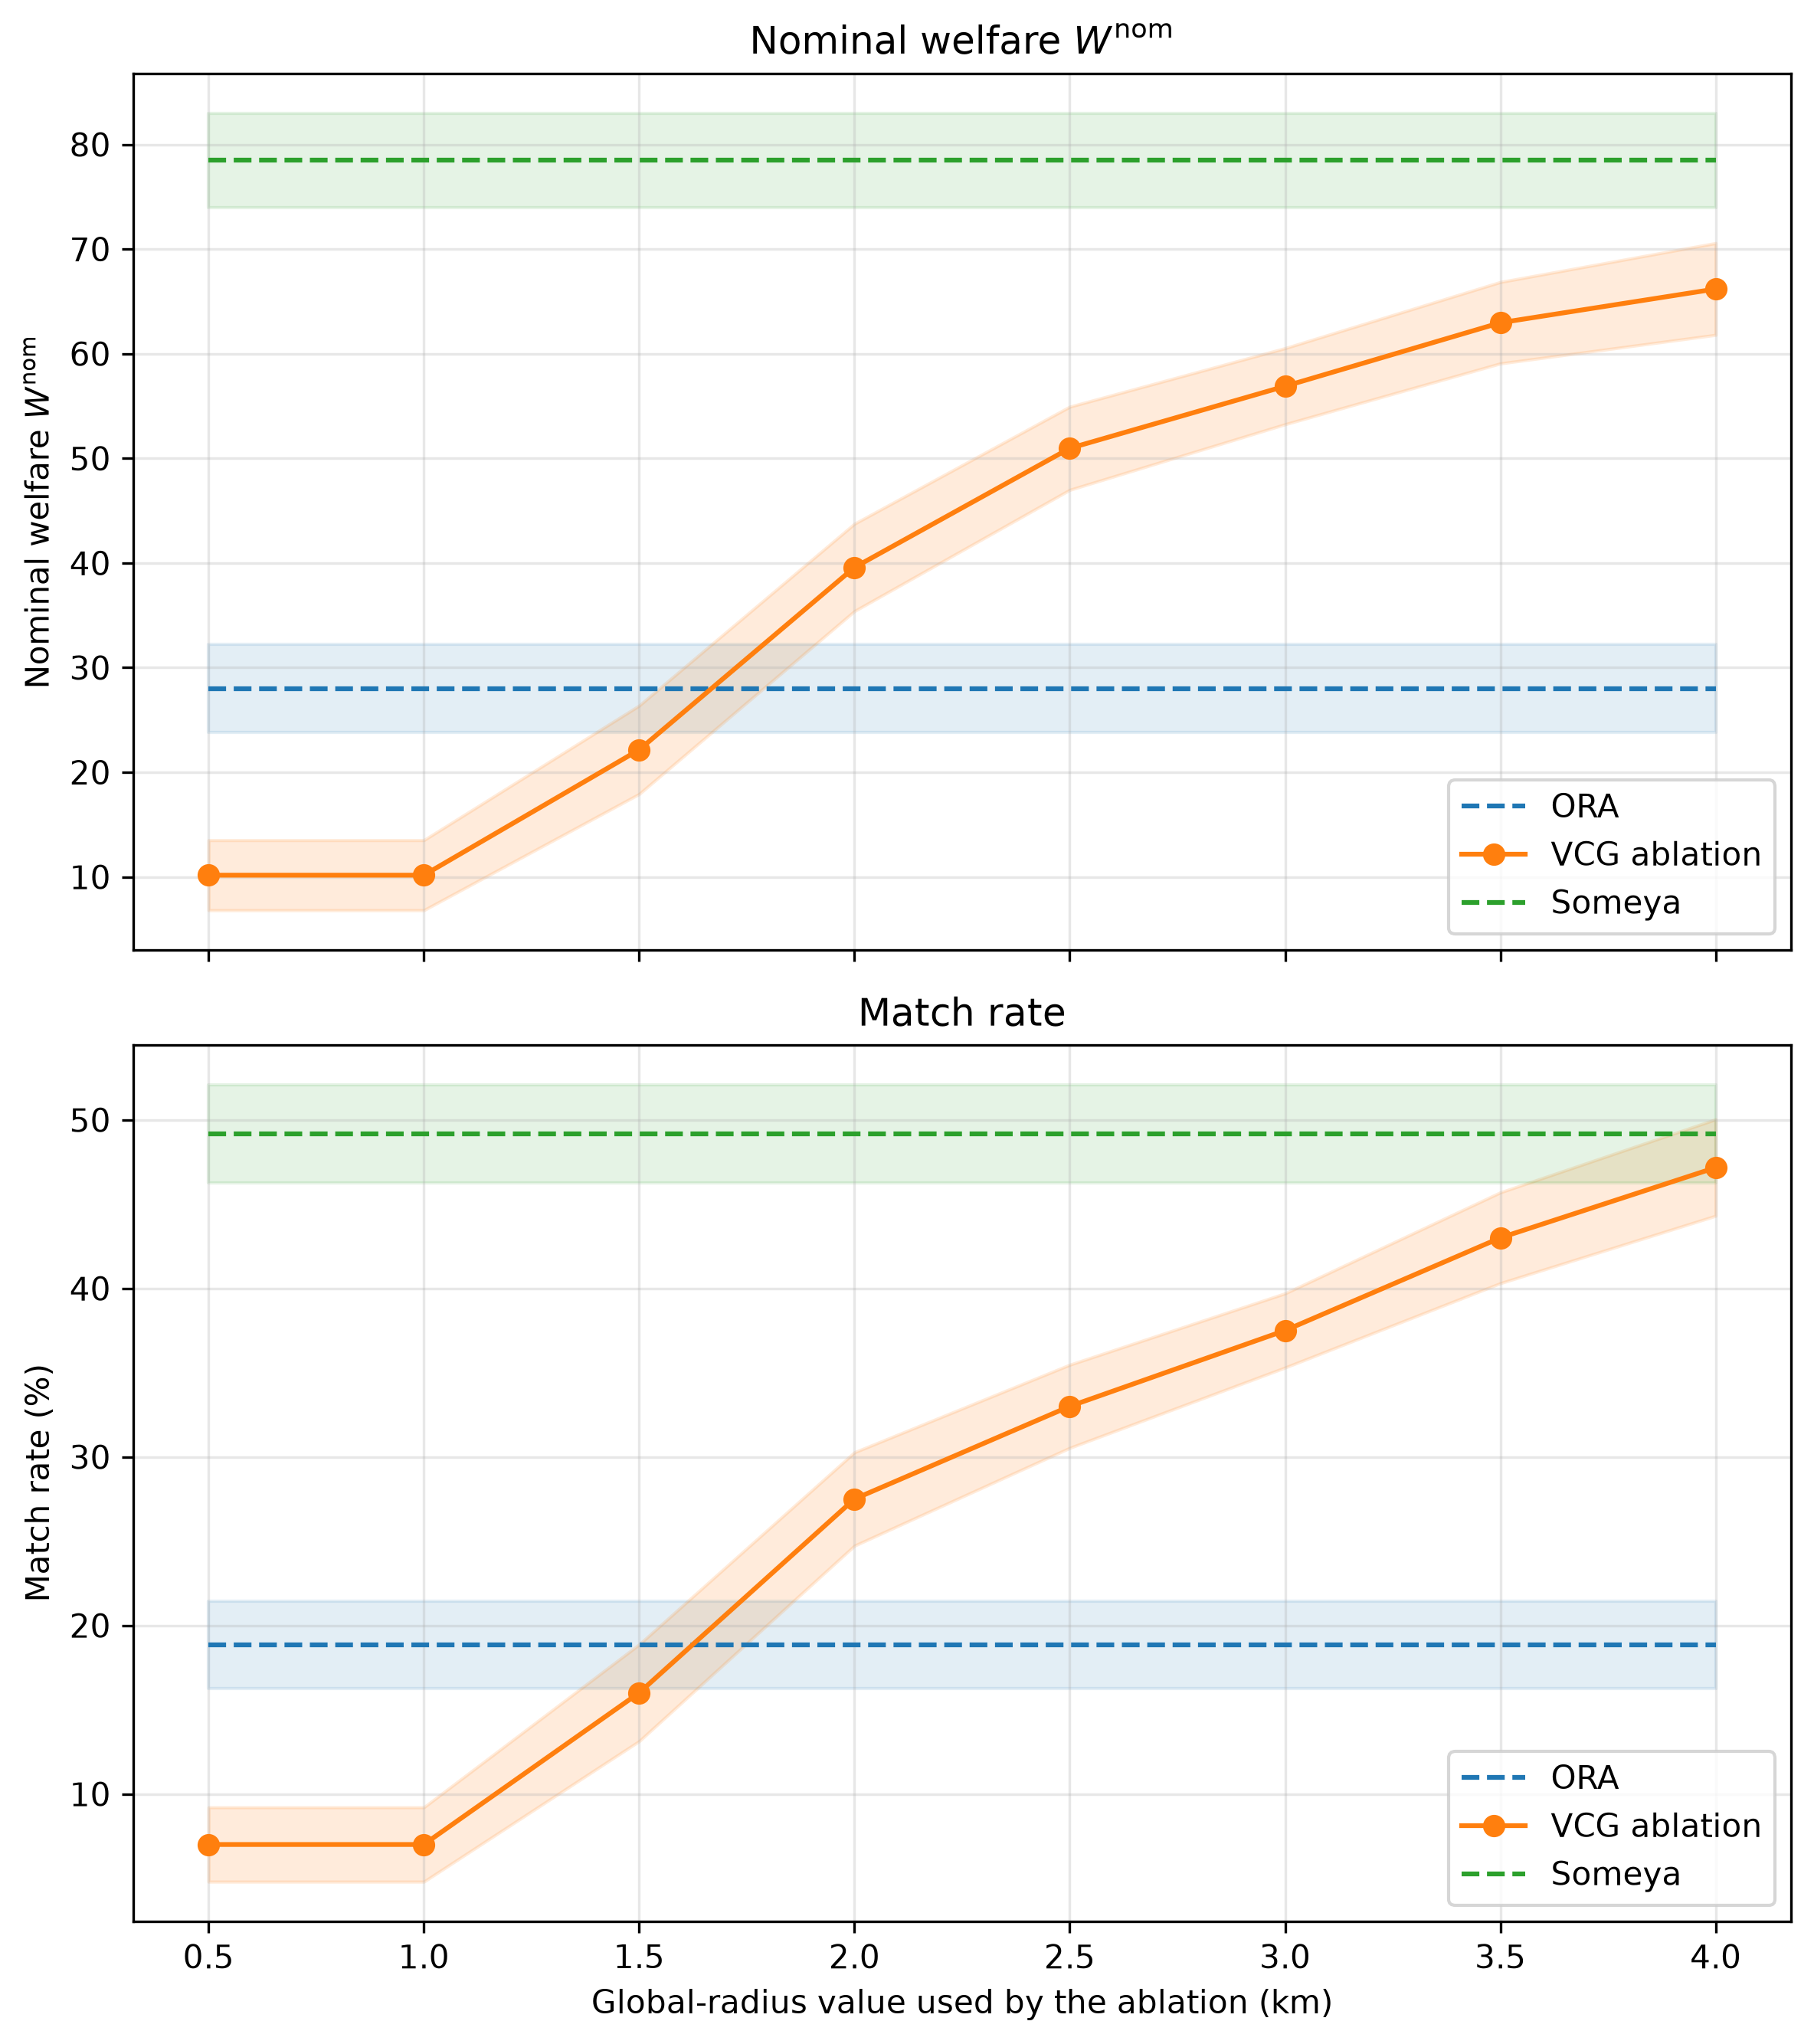 Nominal welfare W^nom
Nominal welfare W^nom
80
70
60
50
40
30
20
10
ORA
VCG ablation
Someya
Match rate
Match rate (%)
50
40
30
20
10
ORA
VCG ablation
Someya
0.5 1.0 1.5 2.0 2.5 3.0 3.5 4.0
Global-radius value used by the ablation (km)